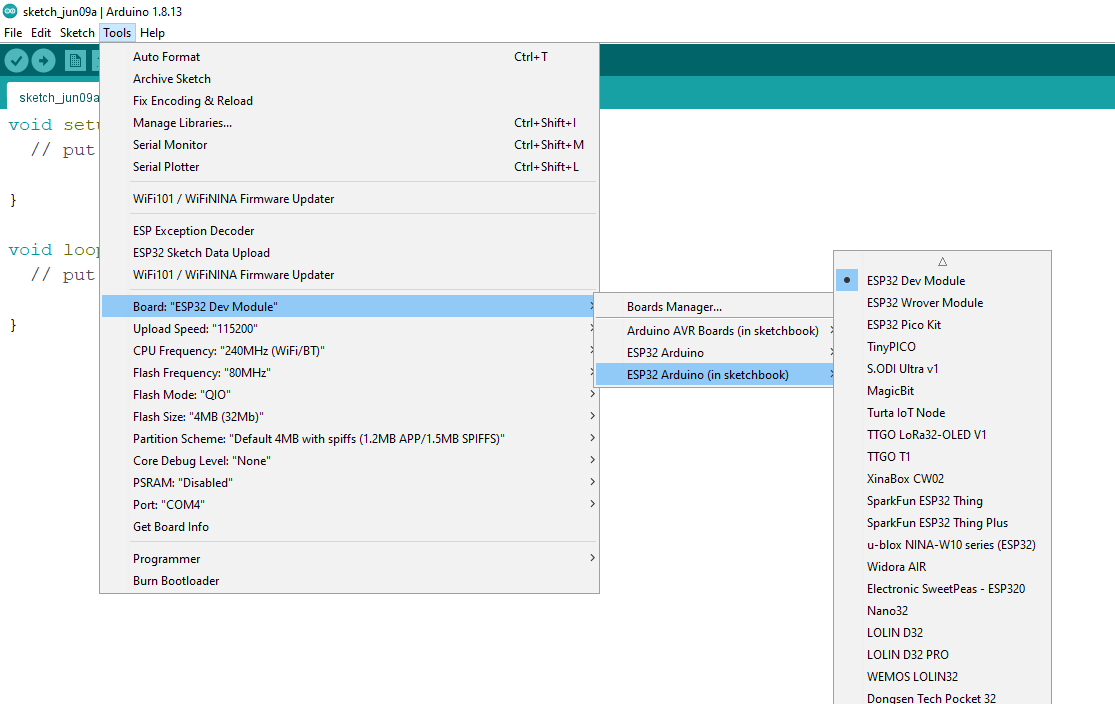 sketch_jun09a | Arduino 1.8.13
File Edit Sketch Tools Help
sketch_jun09a
void
// put
}
void
// put
}
Auto Format Ctrl+T
Archive Sketch
Fix Encoding & Reload
Manage Libraries... Ctrl+Shift+I
Serial Monitor Ctrl+Shift+M
Serial Plotter Ctrl+Shift+L
WiFi101 / WiFiNINA Firmware Updater
ESP Exception Decoder
ESP32 Sketch Data Upload
WiFi101 / WiFiNINA Firmware Updater
Board: "ESP32 Dev Module"
Upload Speed: "115200"
CPU Frequency: "240MHz (WiFi/BT)"
Flash Frequency: "80MHz"
Flash Mode: "QIO"
Flash Size: "4MB (32Mb)"
Partition Scheme: "Default 4MB with spiffs (1.2MB APP/1.5MB SPIFFS)"
Core Debug Level: "None"
PSRAM: "Disabled"
Port: "COM4"
Get Board Info
Programmer
Burn Bootloader
Boards Manager...
Arduino AVR Boards (in sketchbook)
ESP32 Arduino
ESP32 Arduino (in sketchbook)
ESP32 Dev Module
ESP32 Wrover Module
ESP32 Pico Kit
TinyPICO
S.ODI Ultra v1
MagicBit
Turta IoT Node
TTGO LoRa32-OLED V1
TTGO T1
XinaBox CW02
SparkFun ESP32 Thing
SparkFun ESP32 Thing Plus
u-blox NINA-W10 series (ESP32)
Widora AIR
Electronic SweetPeas - ESP320
Nano32
LOLIN D32
LOLIN D32 PRO
WEMOS LOLIN32
Dongsen Tech Pocket 32